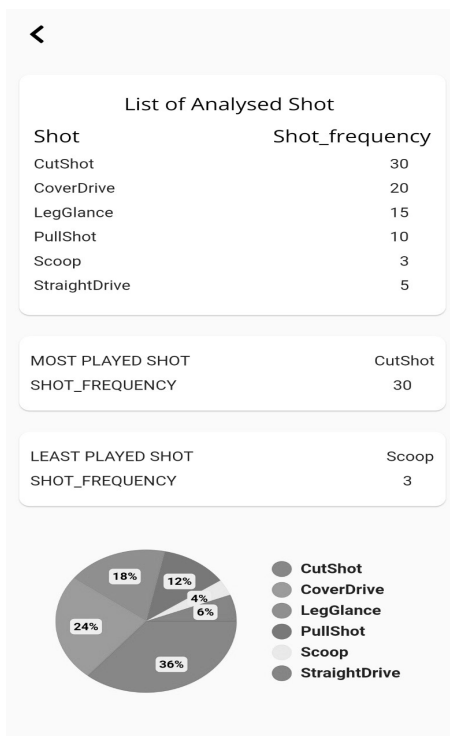 List of Analysed Shot
Shot Shot_frequency
CutShot 30
CoverDrive 20
LegGlance 15
PullShot 10
Scoop 3
StraightDrive 5
MOST PLAYED SHOT CutShot
SHOT_FREQUENCY 30
LEAST PLAYED SHOT Scoop
SHOT_FREQUENCY 3
18%
12%
4%
6%
24%
36%
CutShot
CoverDrive
LegGlance
PullShot
Scoop
StraightDrive